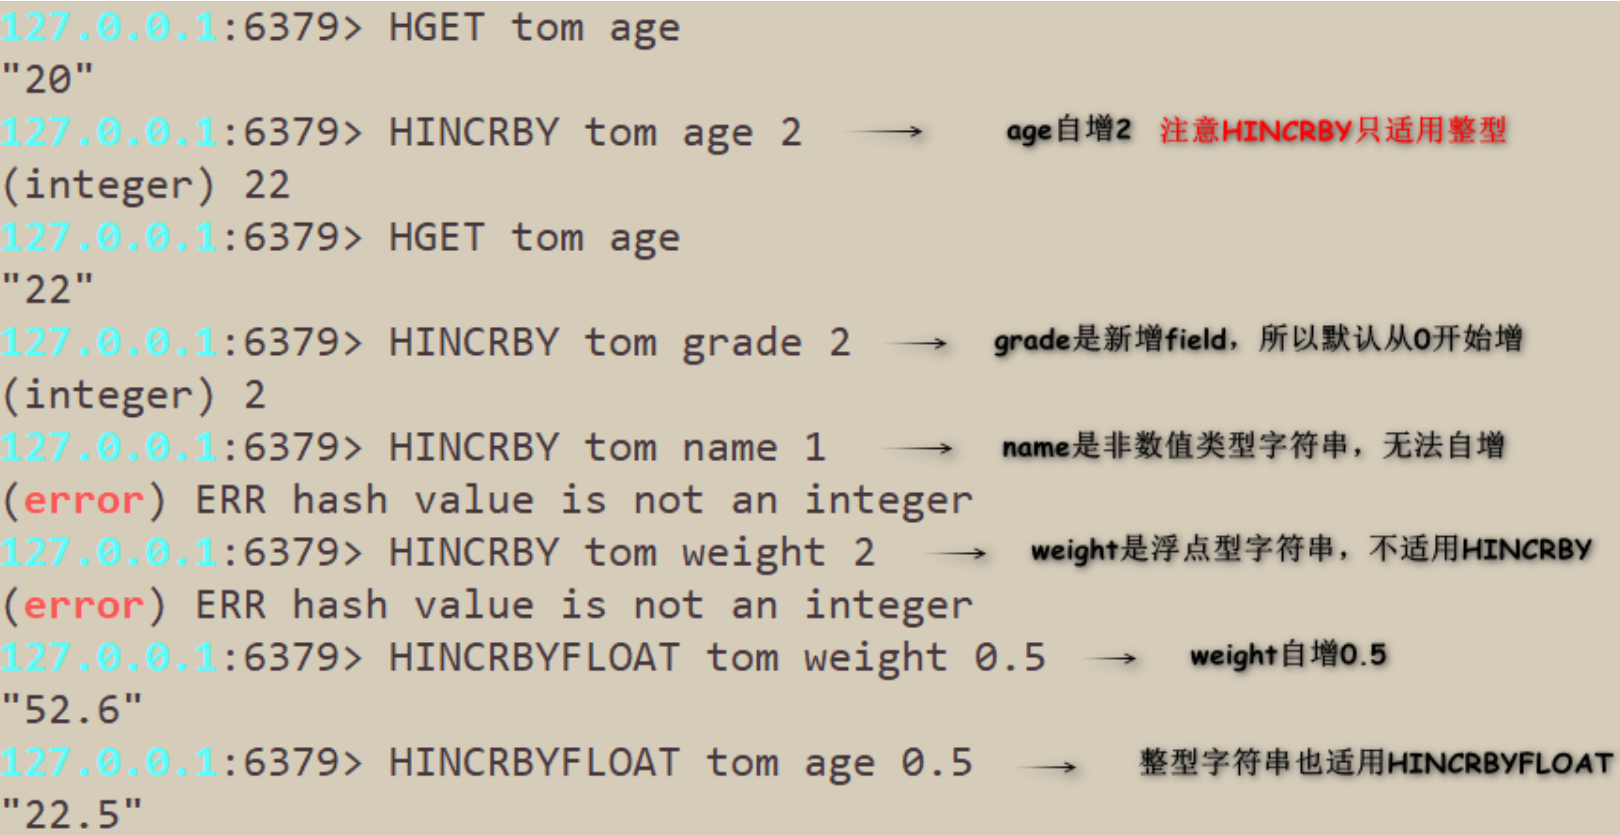 127.0.0.1:6379> HGET tom age
"20"
127.0.0.1:6379> HINCRBY tom age 2 → age自增2 注意HINCRBY只适用整型
(integer) 22
127.0.0.1:6379> HGET tom age
"22"
127.0.0.1:6379> HINCRBY tom grade 2 → grade是新增field，所以默认从0开始增
(integer) 2
127.0.0.1:6379> HINCRBY tom name 1 → name是非数值类型字符串，无法自增
(error) ERR hash value is not an integer
127.0.0.1:6379> HINCRBY tom weight 2 → weight是浮点型字符串，不适用HINCRBY
(error) ERR hash value is not an integer
127.0.0.1:6379> HINCRBYFLOAT tom weight 0.5 → weight自增0.5
"52.6"
127.0.0.1:6379> HINCRBYFLOAT tom age 0.5 → 整型字符串也适用HINCRBYFLOAT
"22.5"